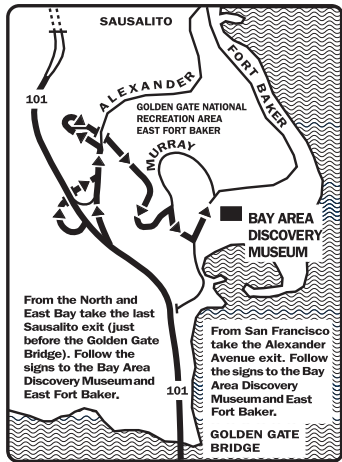 SAUSALITO
ALEXANDER
FORT BAKER
101
GOLDEN GATE NATIONAL
RECREATION AREA
EAST FORT BAKER
MURRAY
BAY AREA
DISCOVERY
MUSEUM
From the North and
East Bay take the last
Sausalito exit (just
before the Golden Gate
Bridge). Follow the
signs to the Bay Area
Discovery Museum and
East Fort Baker.
From San Francisco
take the Alexander
Avenue exit. Follow
the signs to the Bay
Area Discovery
Museum and East
Fort Baker.
101
GOLDEN GATE
BRIDGE